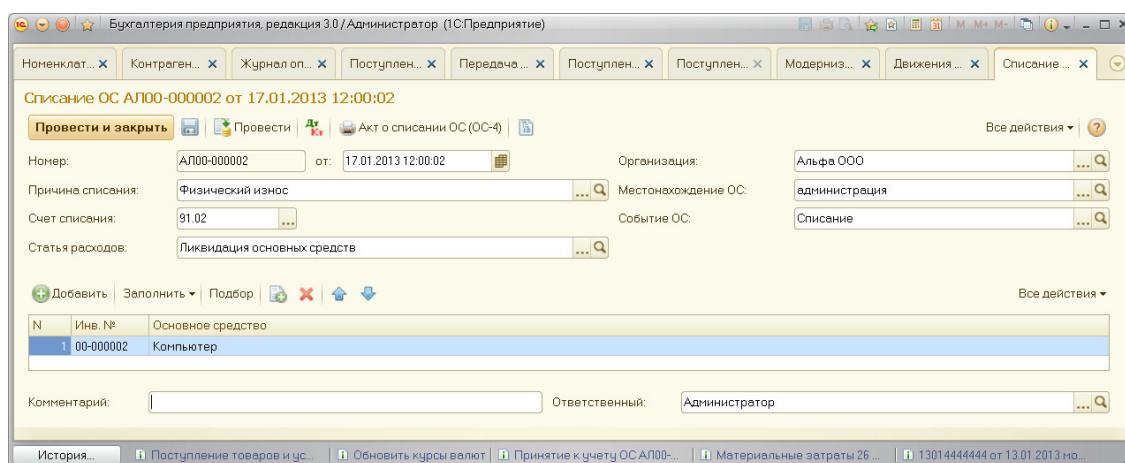 Бухгалтерия предприятия, редакция 3.0 / Администратор (1С:Предприятие) M M+ M-
Номенклат... Контраген... Журнал оп... Поступлен... Передача ... Поступлен... Поступлен... Модерниз... Движения ... Списание ...
Списание ОС АЛ00-000002 от 17.01.2013 12:00:02
Провести и закрыть Провести Дт Кт Акт о списании ОС (ОС-4) Все действия
Номер: АЛ00-000002 от: 17.01.2013 12:00:02 Организация: Альфа ООО
Причина списания: Физический износ ... Местонахождение ОС: администрация ...
Счет списания: 91.02 ... Событие ОС: Списание ...
Статья расходов: Ликвидация основных средств ...
Добавить Заполнить Подбор Все действия
N Инв. № Основное средство
1 00-000002 Компьютер
Комментарий: Ответственный: Администратор ...
История... Поступление товаров и ус... Обновить курсы валют Принятие к учету ОС АЛ00-... Материальные затраты 26 ... 13014444444 от 13.01.2013 мо...